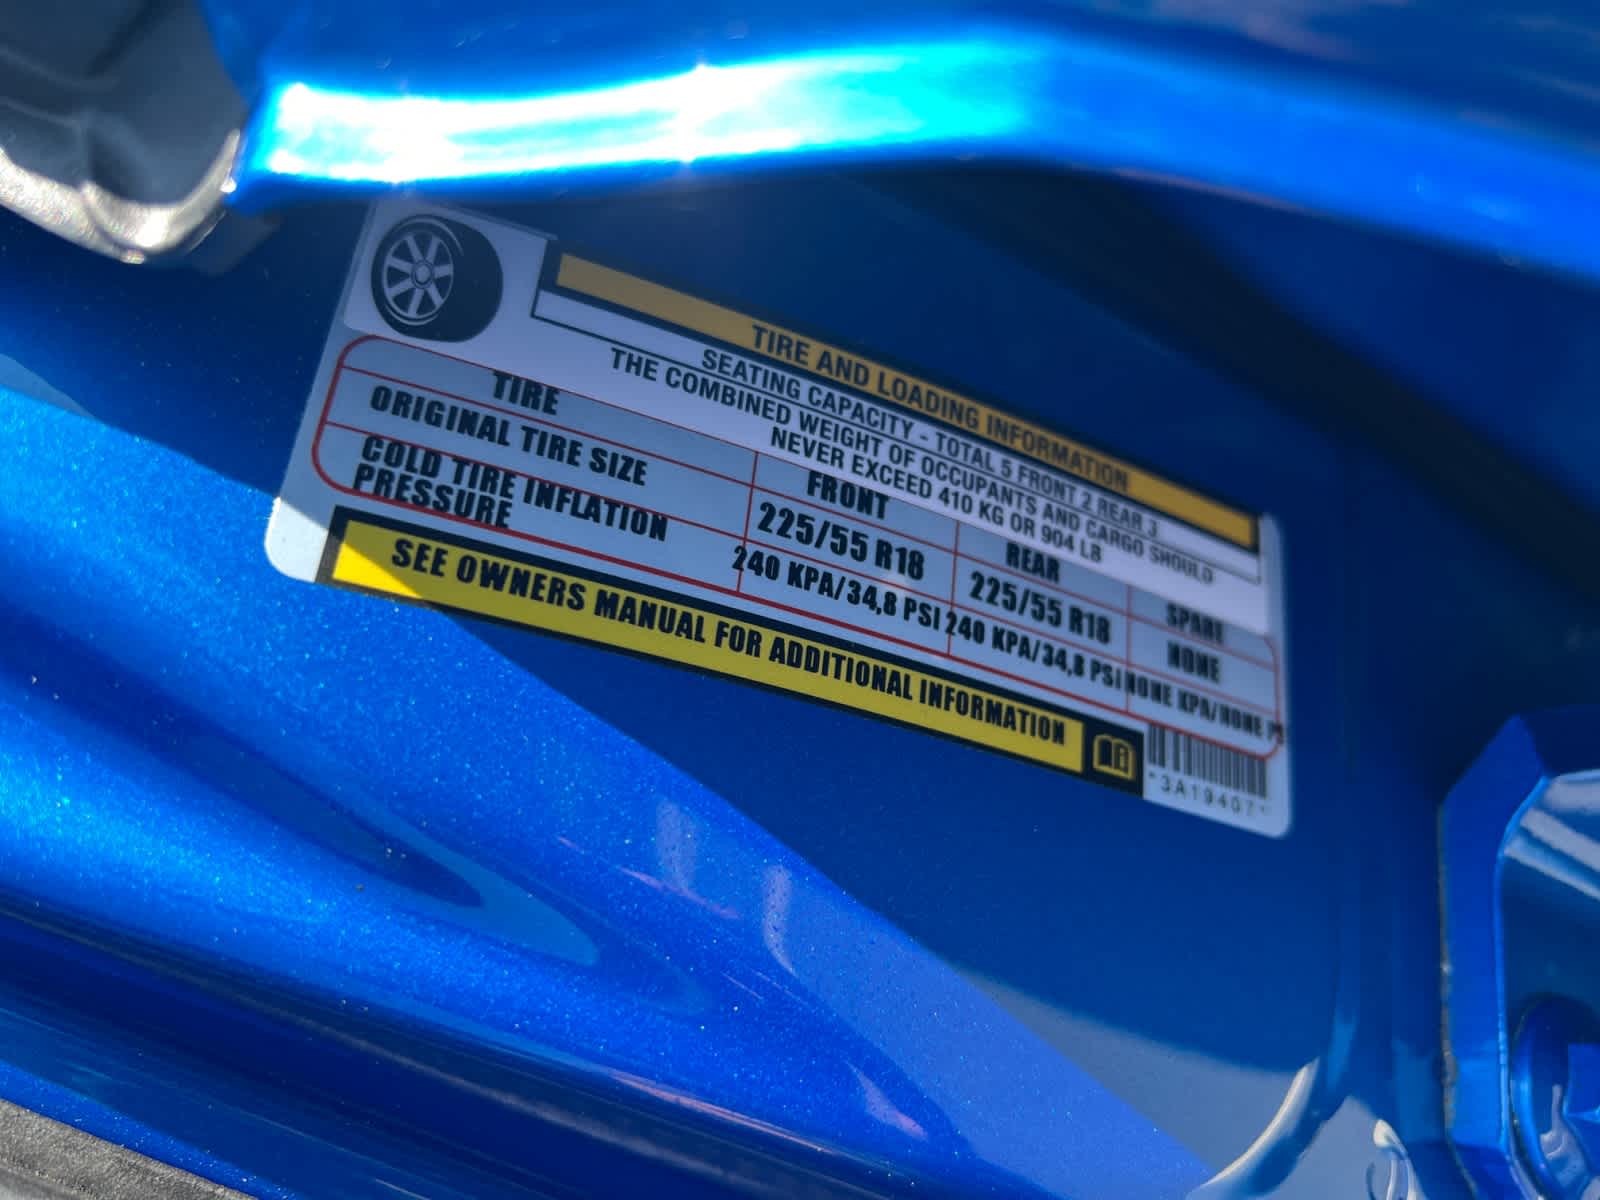 TIRE AND LOADING INFORMATION
SEATING CAPACITY - TOTAL 5 FRONT 2 REAR 3
THE COMBINED WEIGHT OF OCCUPANTS AND CARGO SHOULD
NEVER EXCEED 410 KG OR 904 LB
TIRE FRONT REAR SPARE
ORIGINAL TIRE SIZE 225/55 R18 225/55 R18 NONE
COLD TIRE INFLATION
PRESSURE 240 KPA/34,8 PSI 240 KPA/34,8 PSI NONE KPA/NONE
SEE OWNERS MANUAL FOR ADDITIONAL INFORMATION
*3A19407*